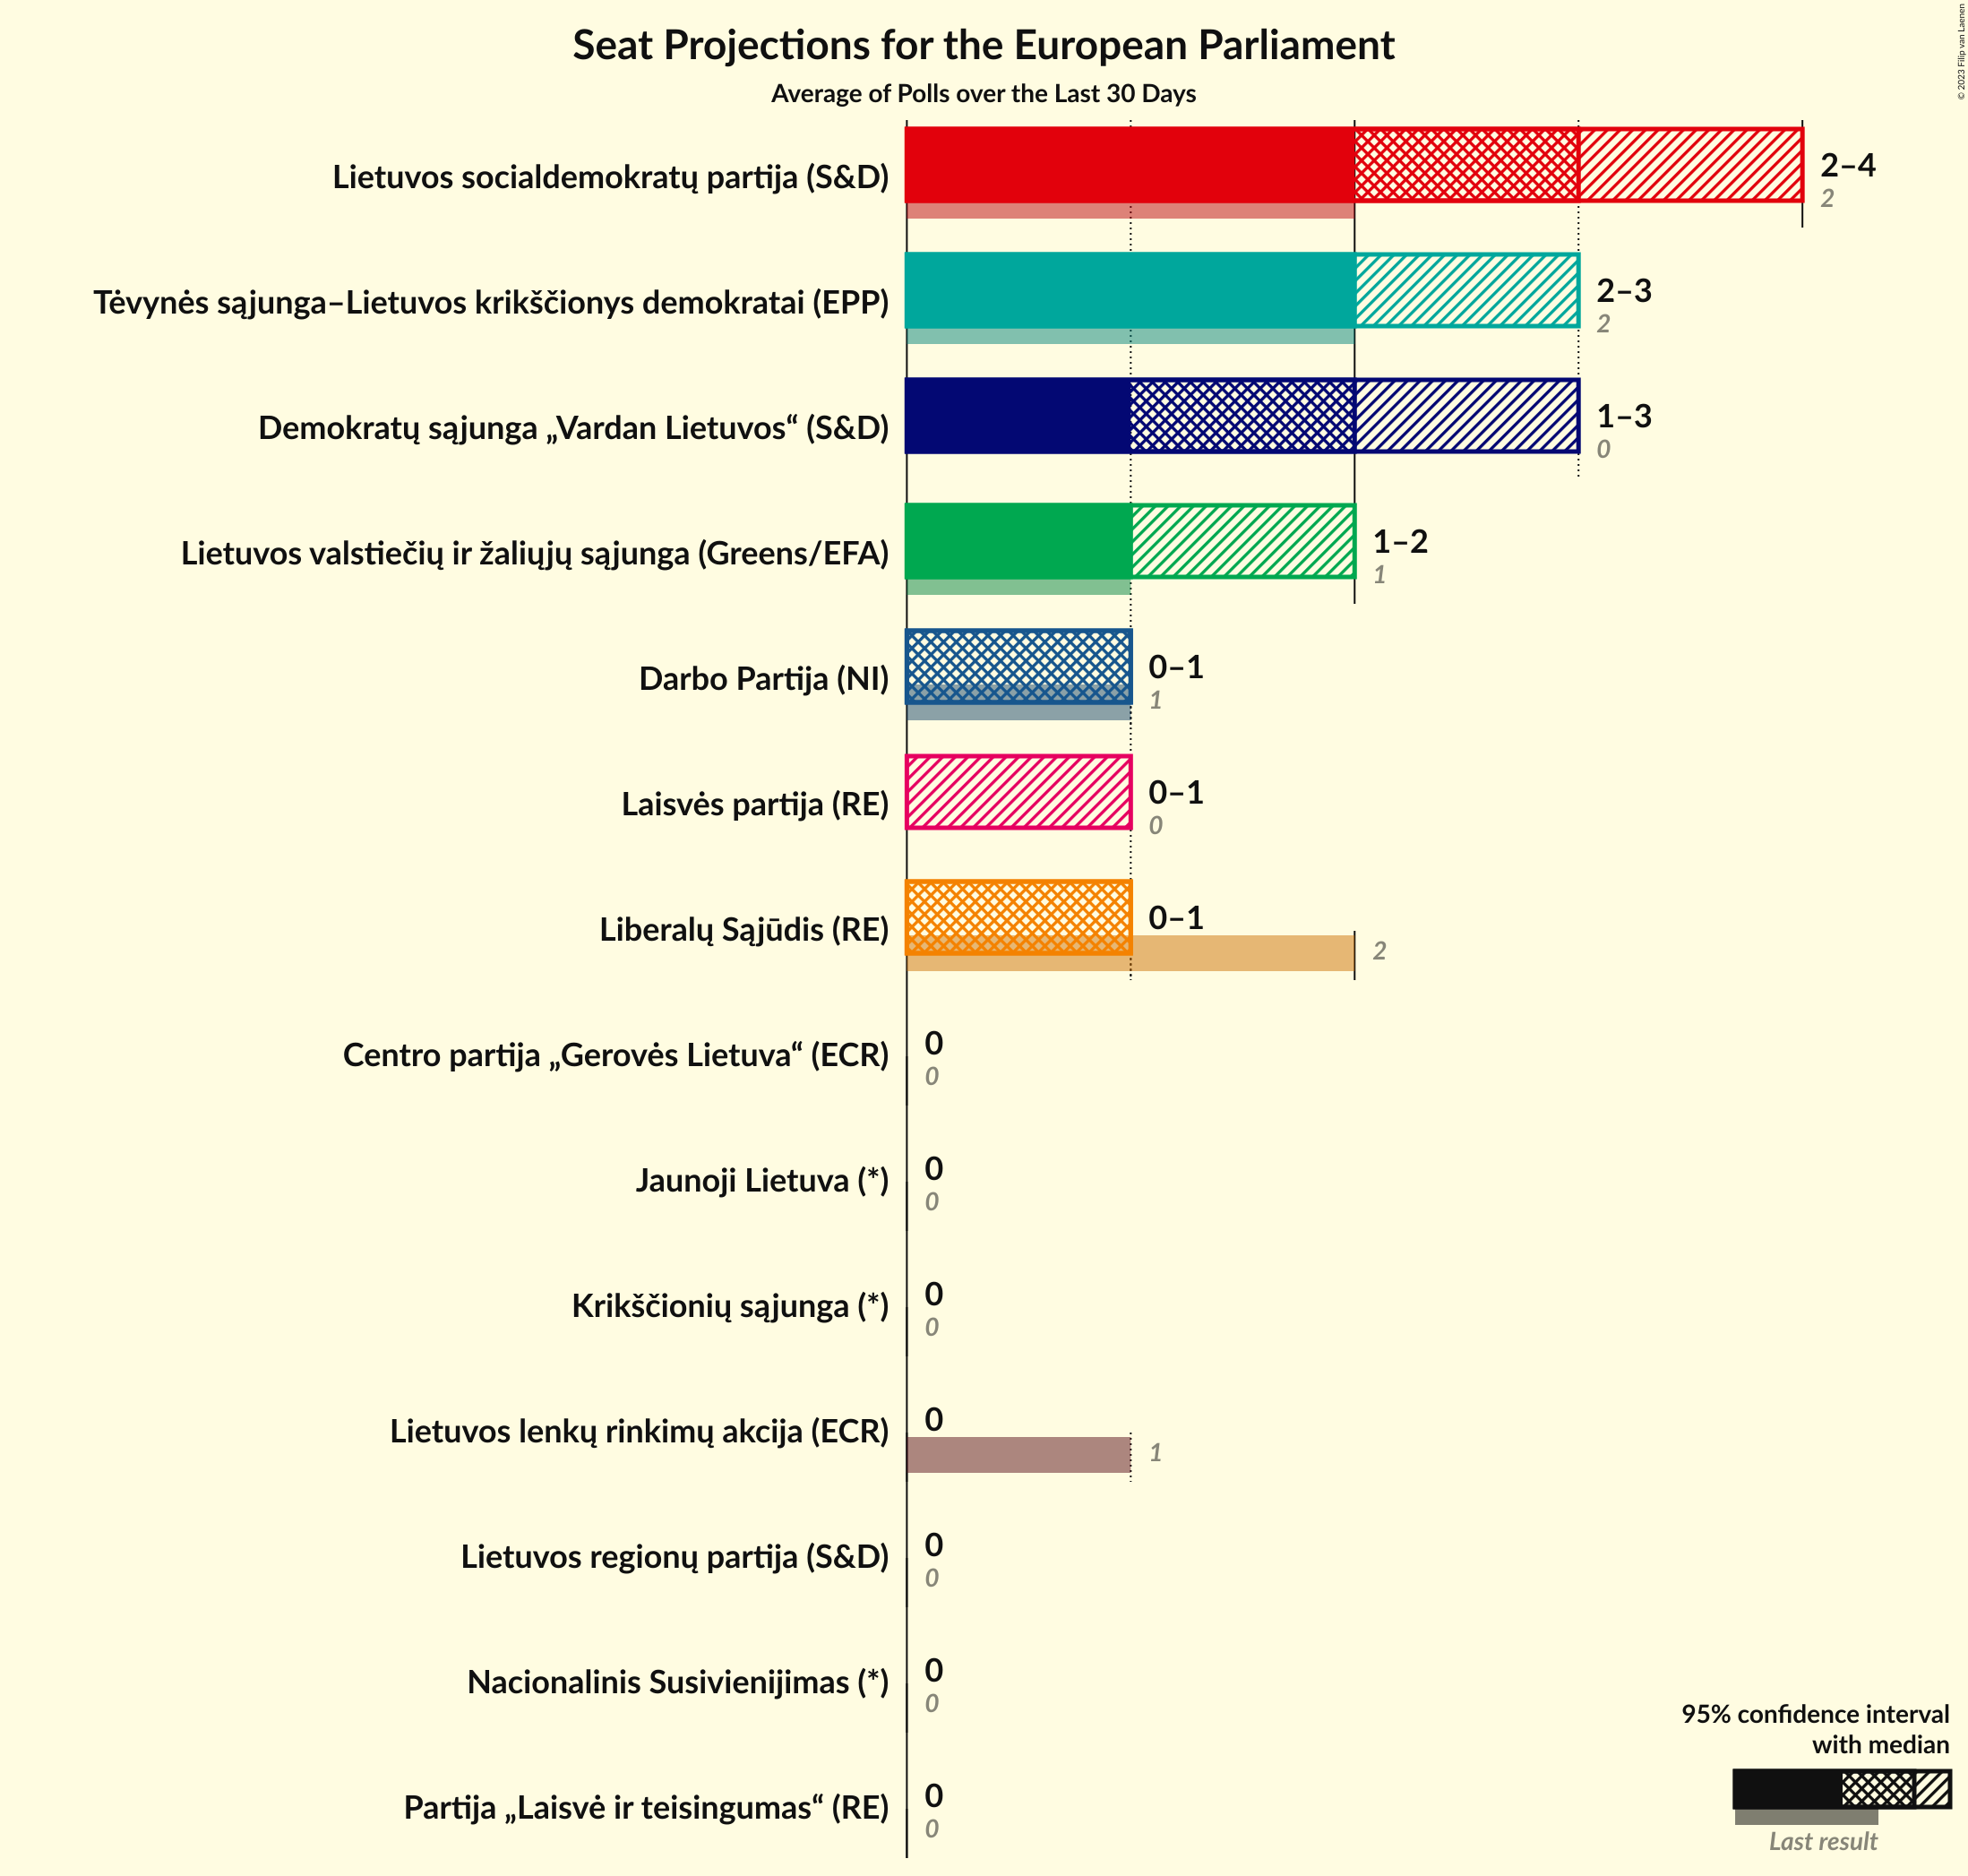 Seat Projections for the European Parliament
Average of Polls over the Last 30 Days
© 2023 Filip van Laenen
Lietuvos socialdemokratų partija (S&D)
2–4
2
Tėvynės sąjunga–Lietuvos krikščionys demokratai (EPP)
2–3
2
Demokratų sąjunga „Vardan Lietuvos“ (S&D)
1–3
0
Lietuvos valstiečių ir žaliųjų sąjunga (Greens/EFA)
1–2
1
Darbo Partija (NI)
0–1
1
Laisvės partija (RE)
0–1
0
Liberalų Sąjūdis (RE)
0–1
2
Centro partija „Gerovės Lietuva“ (ECR)
0
0
Jaunoji Lietuva (*)
0
0
Krikščionių sąjunga (*)
0
0
Lietuvos lenkų rinkimų akcija (ECR)
0
1
Lietuvos regionų partija (S&D)
0
0
Nacionalinis Susivienijimas (*)
0
0
Partija „Laisvė ir teisingumas“ (RE)
0
0
95% confidence interval
with median
Last result